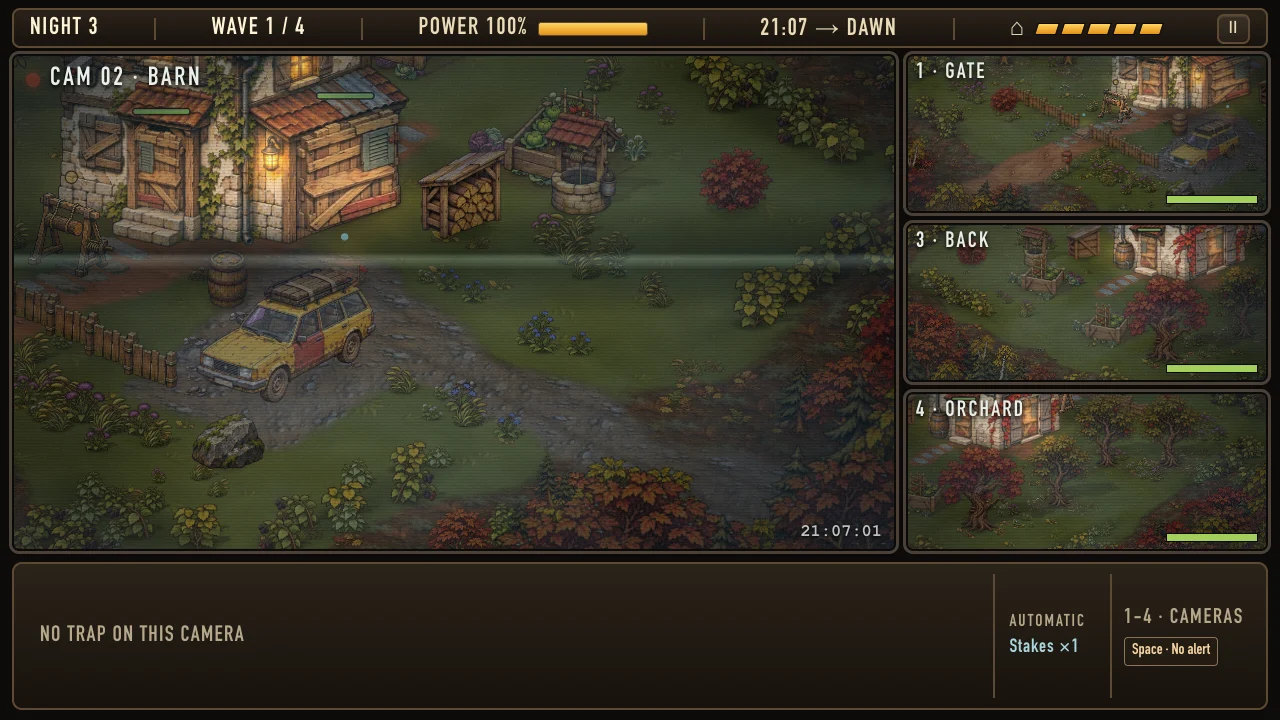 NIGHT 3
WAVE 1 / 4
POWER 100%
21:07 → DAWN
CAM 02 · BARN
21:07:01
1 · GATE
3 · BACK
4 · ORCHARD
NO TRAP ON THIS CAMERA
AUTOMATIC
Stakes ×1
1-4 · CAMERAS
Space · No alert